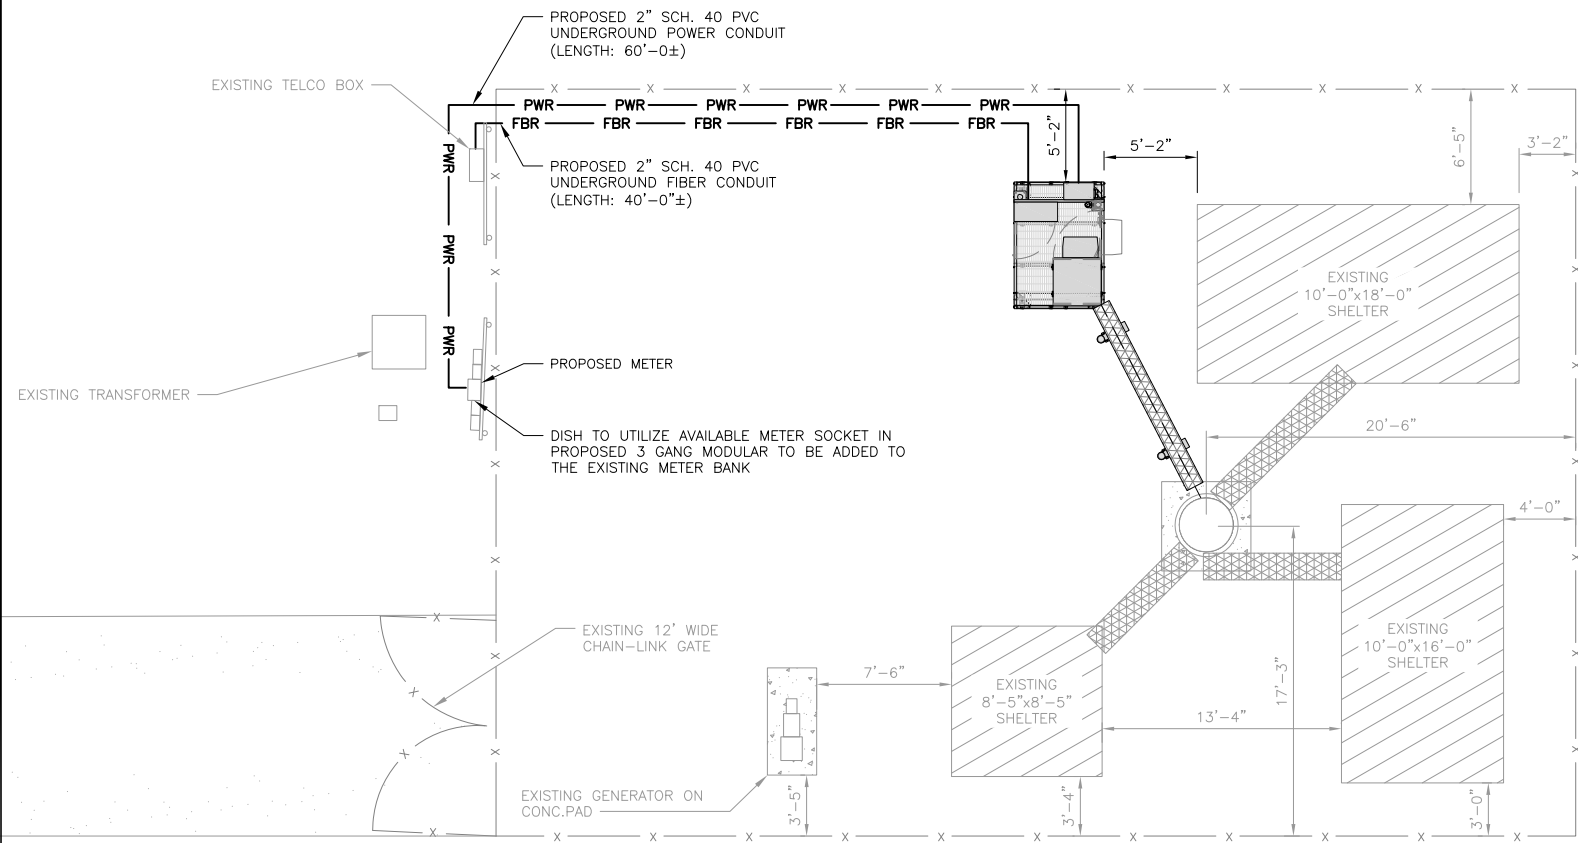 PROPOSED 2” SCH. 40 PVC
UNDERGROUND POWER CONDUIT
(LENGTH: 60'-0±)
EXISTING TELCO BOX
X X X X X X X X X X X
PWR PWR PWR PWR PWR PWR
FBR FBR FBR FBR FBR FBR
5'-2”
5'-2”
6'-5”
3'-2”
PWR
PROPOSED 2” SCH. 40 PVC
UNDERGROUND FIBER CONDUIT
(LENGTH: 40'-0”±)
PWR
EXISTING
10'-0”x18'-0”
SHELTER
PWR
PROPOSED METER
EXISTING TRANSFORMER
DISH TO UTILIZE AVAILABLE METER SOCKET IN
PROPOSED 3 GANG MODULAR TO BE ADDED TO
THE EXISTING METER BANK
20'-6”
4'-0”
EXISTING 12' WIDE
CHAIN-LINK GATE
EXISTING
10'-0”x16'-0”
SHELTER
7'-6”
EXISTING
8'-5”x8'-5”
SHELTER
17'-3”
13'-4”
EXISTING GENERATOR ON
CONC.PAD
3'-5”
3'-4”
3'-0”
X X X X X X X X X X X X